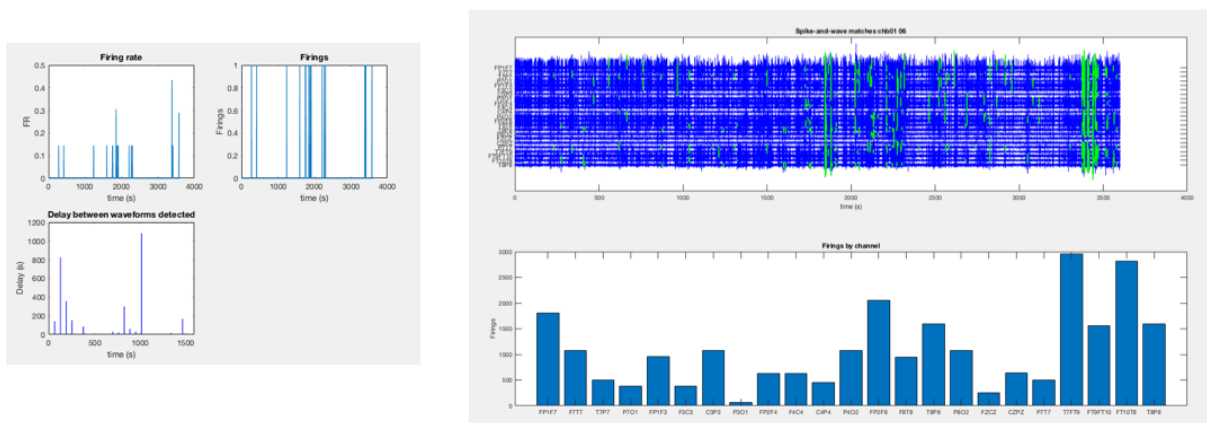 Firing rate
FR
0.5
0.4
0.3
0.2
0.1
0
0 1000 2000 3000 4000
time (s)
Firings
Firings
1
0.8
0.6
0.4
0.2
0
0 1000 2000 3000 4000
time (s)
Delay between waveforms detected
Delay (s)
1200
1000
800
600
400
200
0
0 500 1000 1500
time (s)
Spike-and-wave matches chb01 06
FP1F7
T8P8
0 500 1000 1500 2000 2500 3000 3500 4000
time (s)
Firings by channel
Firings
3000
2500
2000
1500
1000
500
0
FP1F7 F7T7 T7P7 P7O1 FP1F3 F3C3 C3P3 P3O1 FP2F4 F4C4 C4P4 P4O2 FP2F8 F8T8 T8P8 P8O2 FZCZ CZPZ P7T7 T7FT9 FT9FT10 FT10T8 T8P8